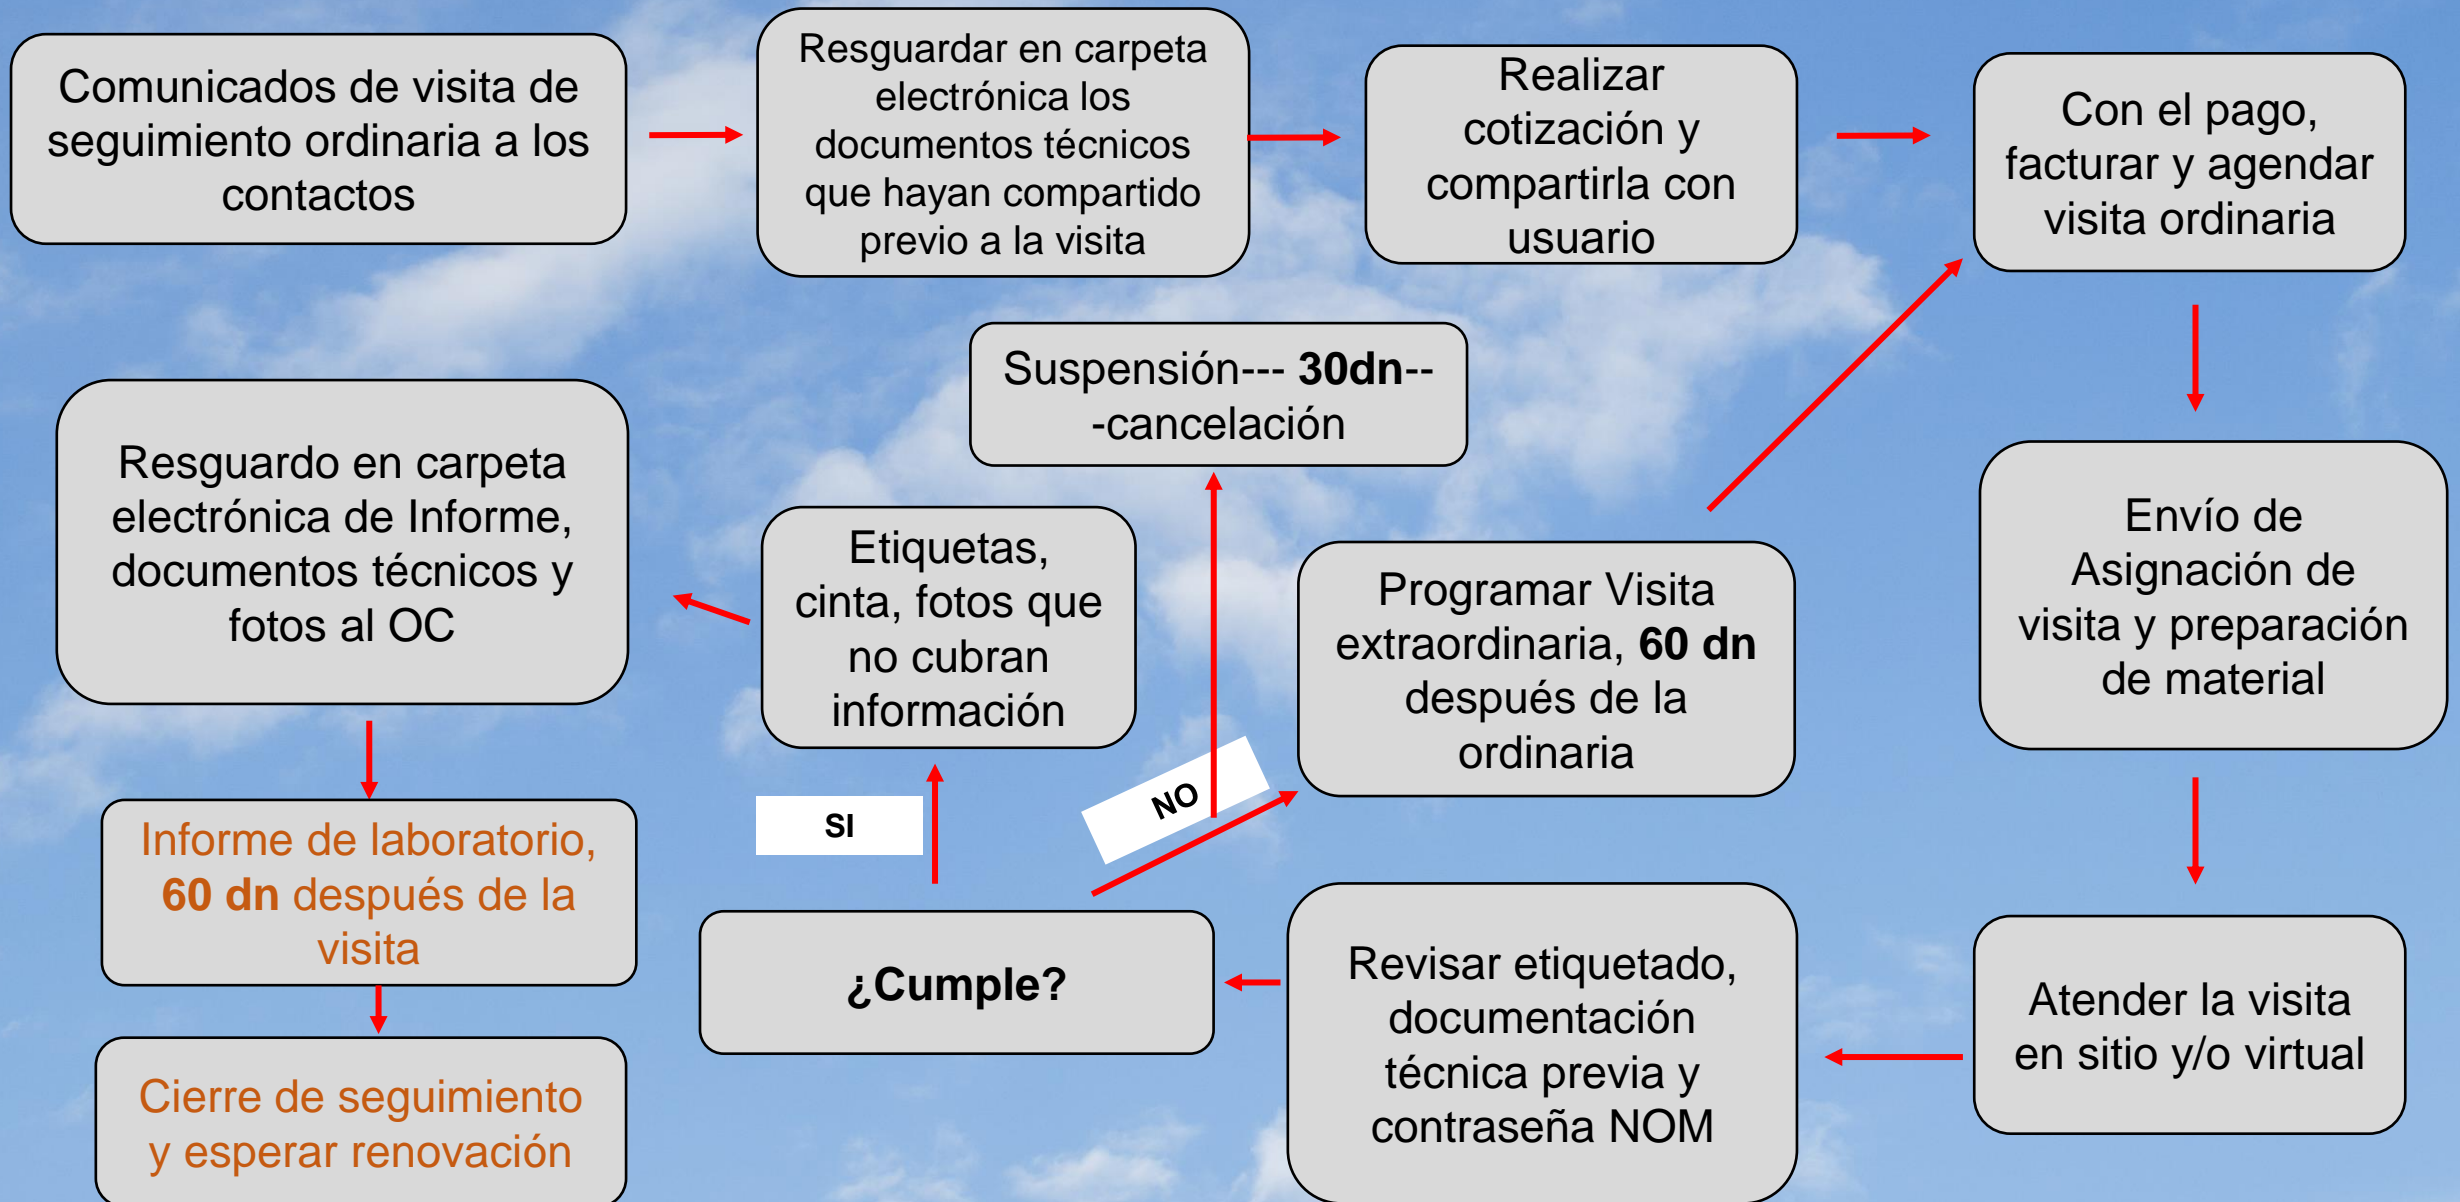 Comunicados de visita de
seguimiento ordinaria a los
contactos
Resguardar en carpeta
electrónica los
documentos técnicos
que hayan compartido
previo a la visita
Realizar
cotización y
compartirla con
usuario
Con el pago,
facturar y agendar
visita ordinaria
Suspensión--- 30dn--
-cancelación
Resguardo en carpeta
electrónica de Informe,
documentos técnicos y
fotos al OC
Etiquetas,
cinta, fotos que
no cubran
información
Programar Visita
extraordinaria, 60 dn
después de la
ordinaria
Envío de
Asignación de
visita y preparación
de material
SI
NO
Informe de laboratorio,
60 dn después de la
visita
¿Cumple?
Revisar etiquetado,
documentación
técnica previa y
contraseña NOM
Atender la visita
en sitio y/o virtual
Cierre de seguimiento
y esperar renovación